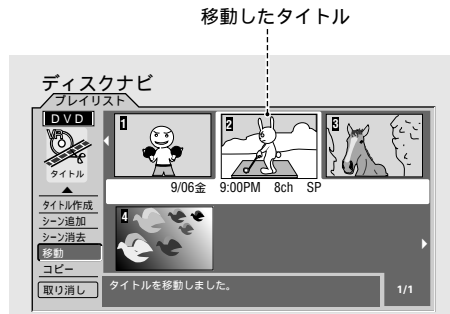 移動したタイトル
ディスクナビ
プレイリスト
DVD
VR
タイトル
1
2
3
9/06金 9:00PM 8ch SP
タイトル作成
シーン追加
シーン消去
移動
コピー
取り消し
4
タイトルを移動しました。
1/1